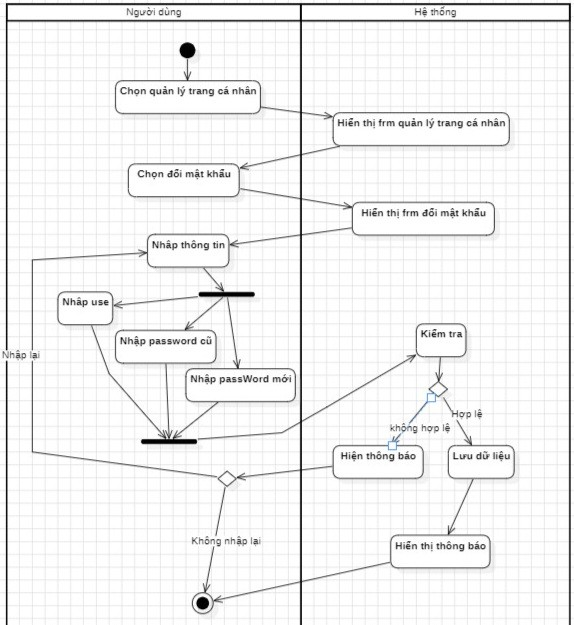 Người dùng
Hệ thống
Chọn quản lý trang cá nhân
Hiển thị frm quản lý trang cá nhân
Chọn đổi mật khẩu
Hiển thị frm đổi mật khẩu
Nhập thông tin
Nhập use
Nhập password cũ
Kiểm tra
Nhập lại
Nhập passWord mới
Hợp lệ
không hợp lệ
Hiện thông báo
Lưu dữ liệu
Không nhập lại
Hiển thị thông báo